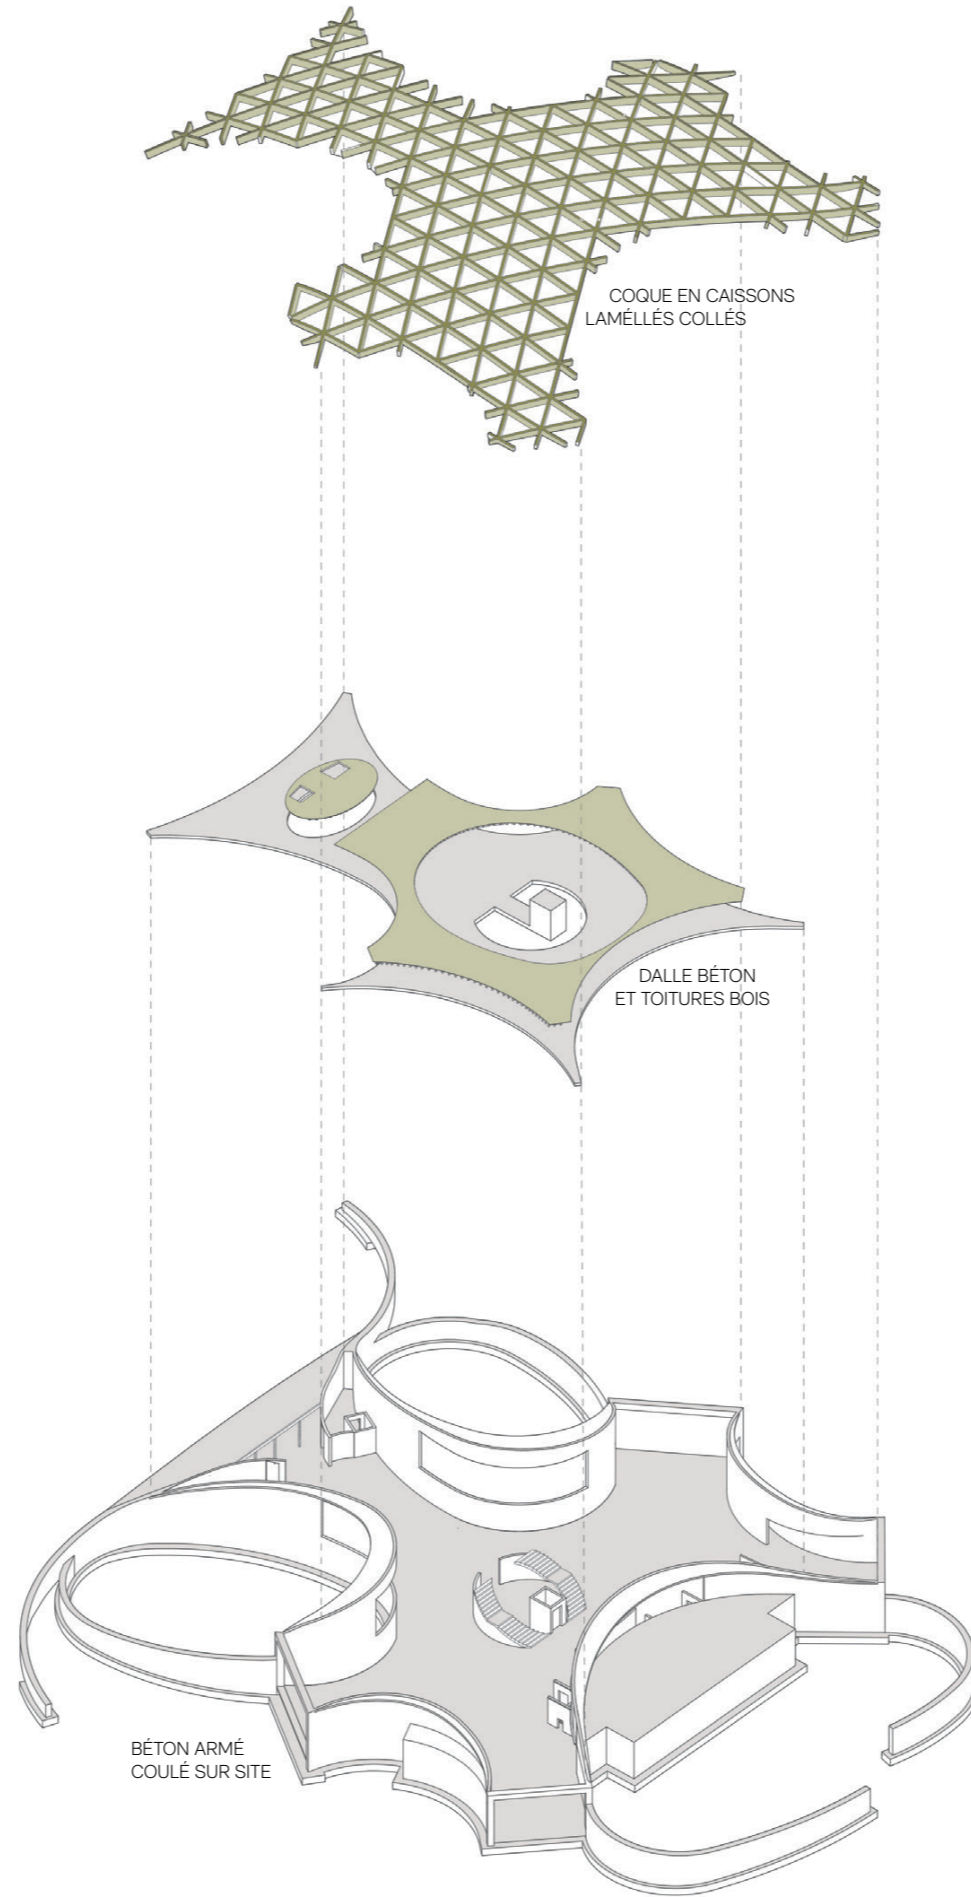 COQUE EN CAISSONS
LAMÉLLÉS COLLÉS
DALLE BÉTON
ET TOITURES BOIS
BÉTON ARMÉ
COULÉ SUR SITE